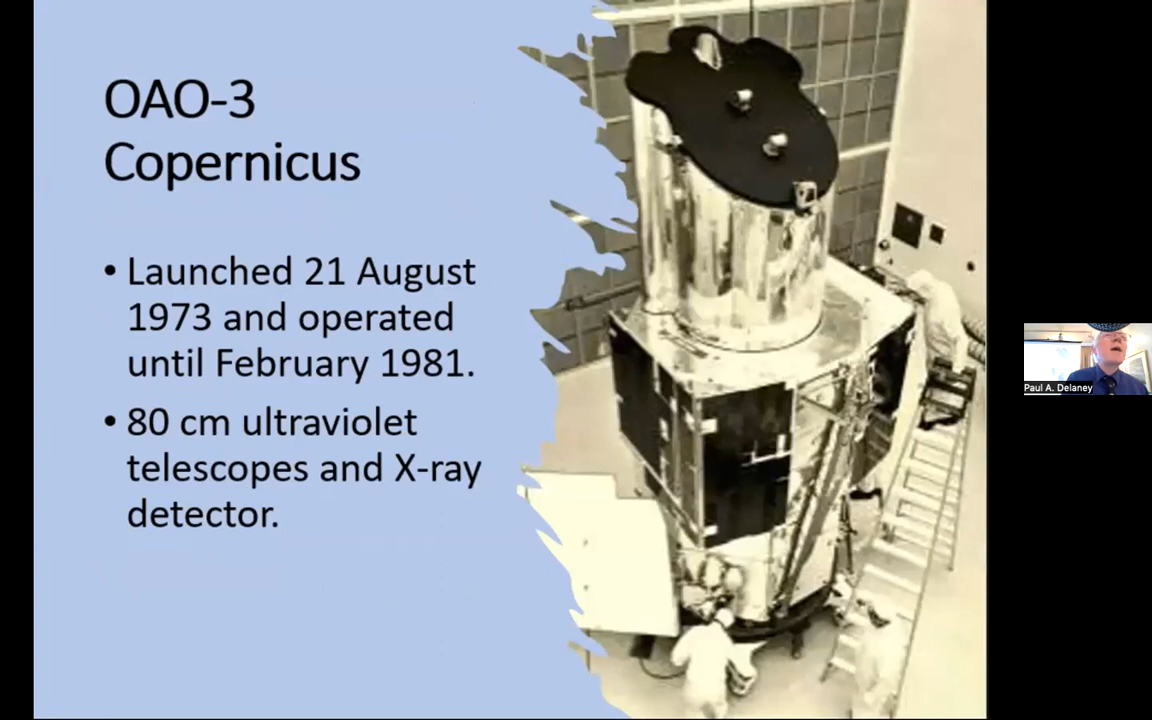 OAO-3
Copernicus
• Launched 21 August
1973 and operated
until February 1981.
• 80 cm ultraviolet
telescopes and X-ray
detector.
Paul A. Delaney